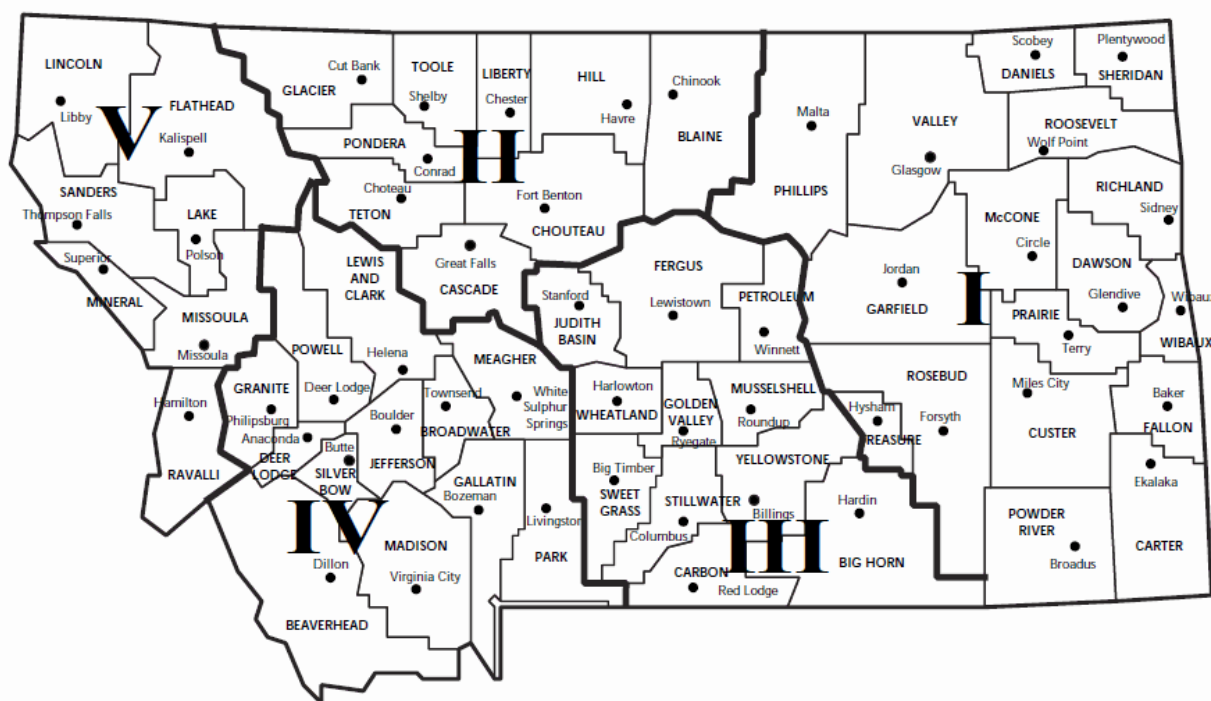 LINCOLN
Libby
FLATHEAD
Kalispell
V
SANDERS
Thompson Falls
LAKE
Polson
Superior
MINERAL
MISSOULA
Missoula
Hamilton
RAVALLI
GLACIER
Cut Bank
TOOLE
Shelby
LIBERTY
Chester
HILL
Havre
Chinook
BLAINE
PONDERA
Conrad
II
Choteau
TETON
Fort Benton
CHOUTEAU
Great Falls
CASCADE
Malta
PHILLIPS
VALLEY
Glasgow
Scobey
DANIELS
Plentywood
SHERIDAN
ROOSEVELT
Wolf Point
RICHLAND
Sidney
McCONE
Circle
DAWSON
Glendive
Jordan
GARFIELD
I
PRAIRIE
Terry
Wibaux
WIBAUX
ROSEBUD
Forsyth
Hysham
REASURE
Miles City
CUSTER
Baker
FALLON
Ekalaka
POWDER
RIVER
Broadus
CARTER
LEWIS
AND
CLARK
Helena
POWELL
Deer Lodge
GRANITE
Philipsburg
Anaconda
DEER
LODGE
Butte
SILVER
BOW
Boulder
JEFFERSON
Townsend
BROADWATER
MEAGHER
White
Sulphur
Springs
GALLATIN
Bozeman
Livingston
PARK
IV
MADISON
Virginia City
Dillon
BEAVERHEAD
FERGUS
Lewistown
Stanford
JUDITH
BASIN
PETROLEUM
Winnett
Harlowton
WHEATLAND
GOLDEN
VALLEY
Ryegate
MUSSELSHELL
Roundup
Big Timber
SWEET
GRASS
STILLWATER
Columbus
YELLOWSTONE
Billings
III
Hardin
BIG HORN
CARBON
Red Lodge